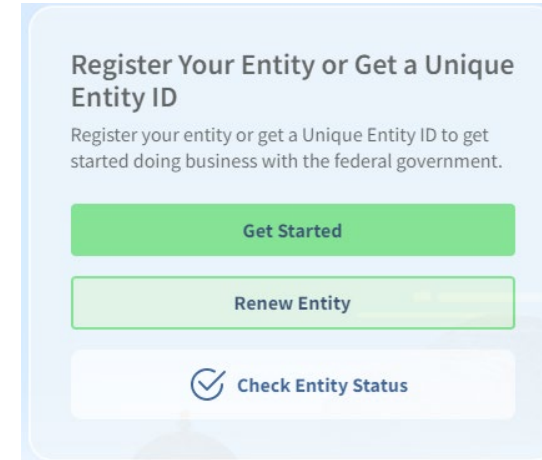 Register Your Entity or Get a Unique
Entity ID
Register your entity or get a Unique Entity ID to get
started doing business with the federal government.
Get Started
Renew Entity
Check Entity Status